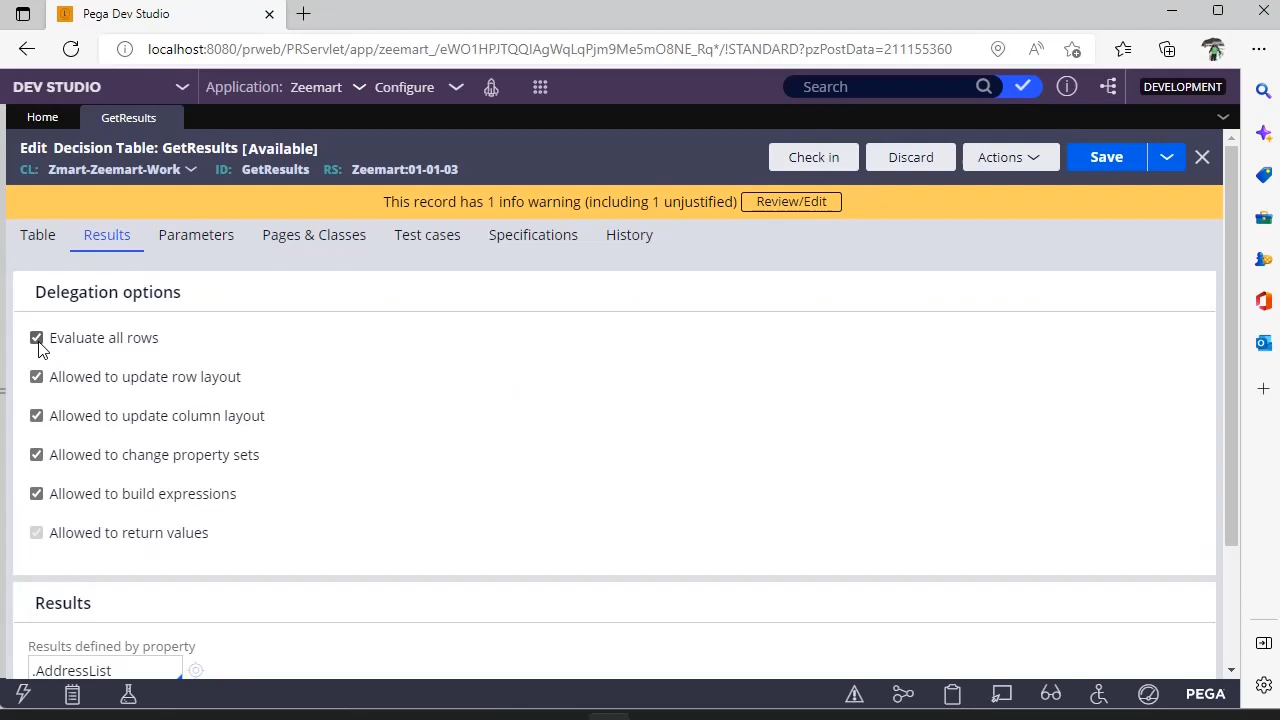 Pega Dev Studio
localhost:8080/prweb/PRServlet/app/zeemart_/eWO1HPJTQQIAgWqLqPjm9Me5mO8NE_Rq*/!STANDARD?pzPostData=211155360
DEV STUDIO Application: Zeemart Configure Search DEVELOPMENT
Home GetResults
Edit Decision Table: GetResults [Available]
CL: Zmart-Zeemart-Work ID: GetResults RS: Zeemart:01-01-03
Check in Discard Actions Save
This record has 1 info warning (including 1 unjustified) Review/Edit
Table Results Parameters Pages & Classes Test cases Specifications History
Delegation options
Evaluate all rows
Allowed to update row layout
Allowed to update column layout
Allowed to change property sets
Allowed to build expressions
Allowed to return values
Results
Results defined by property
.AddressList
PEGA